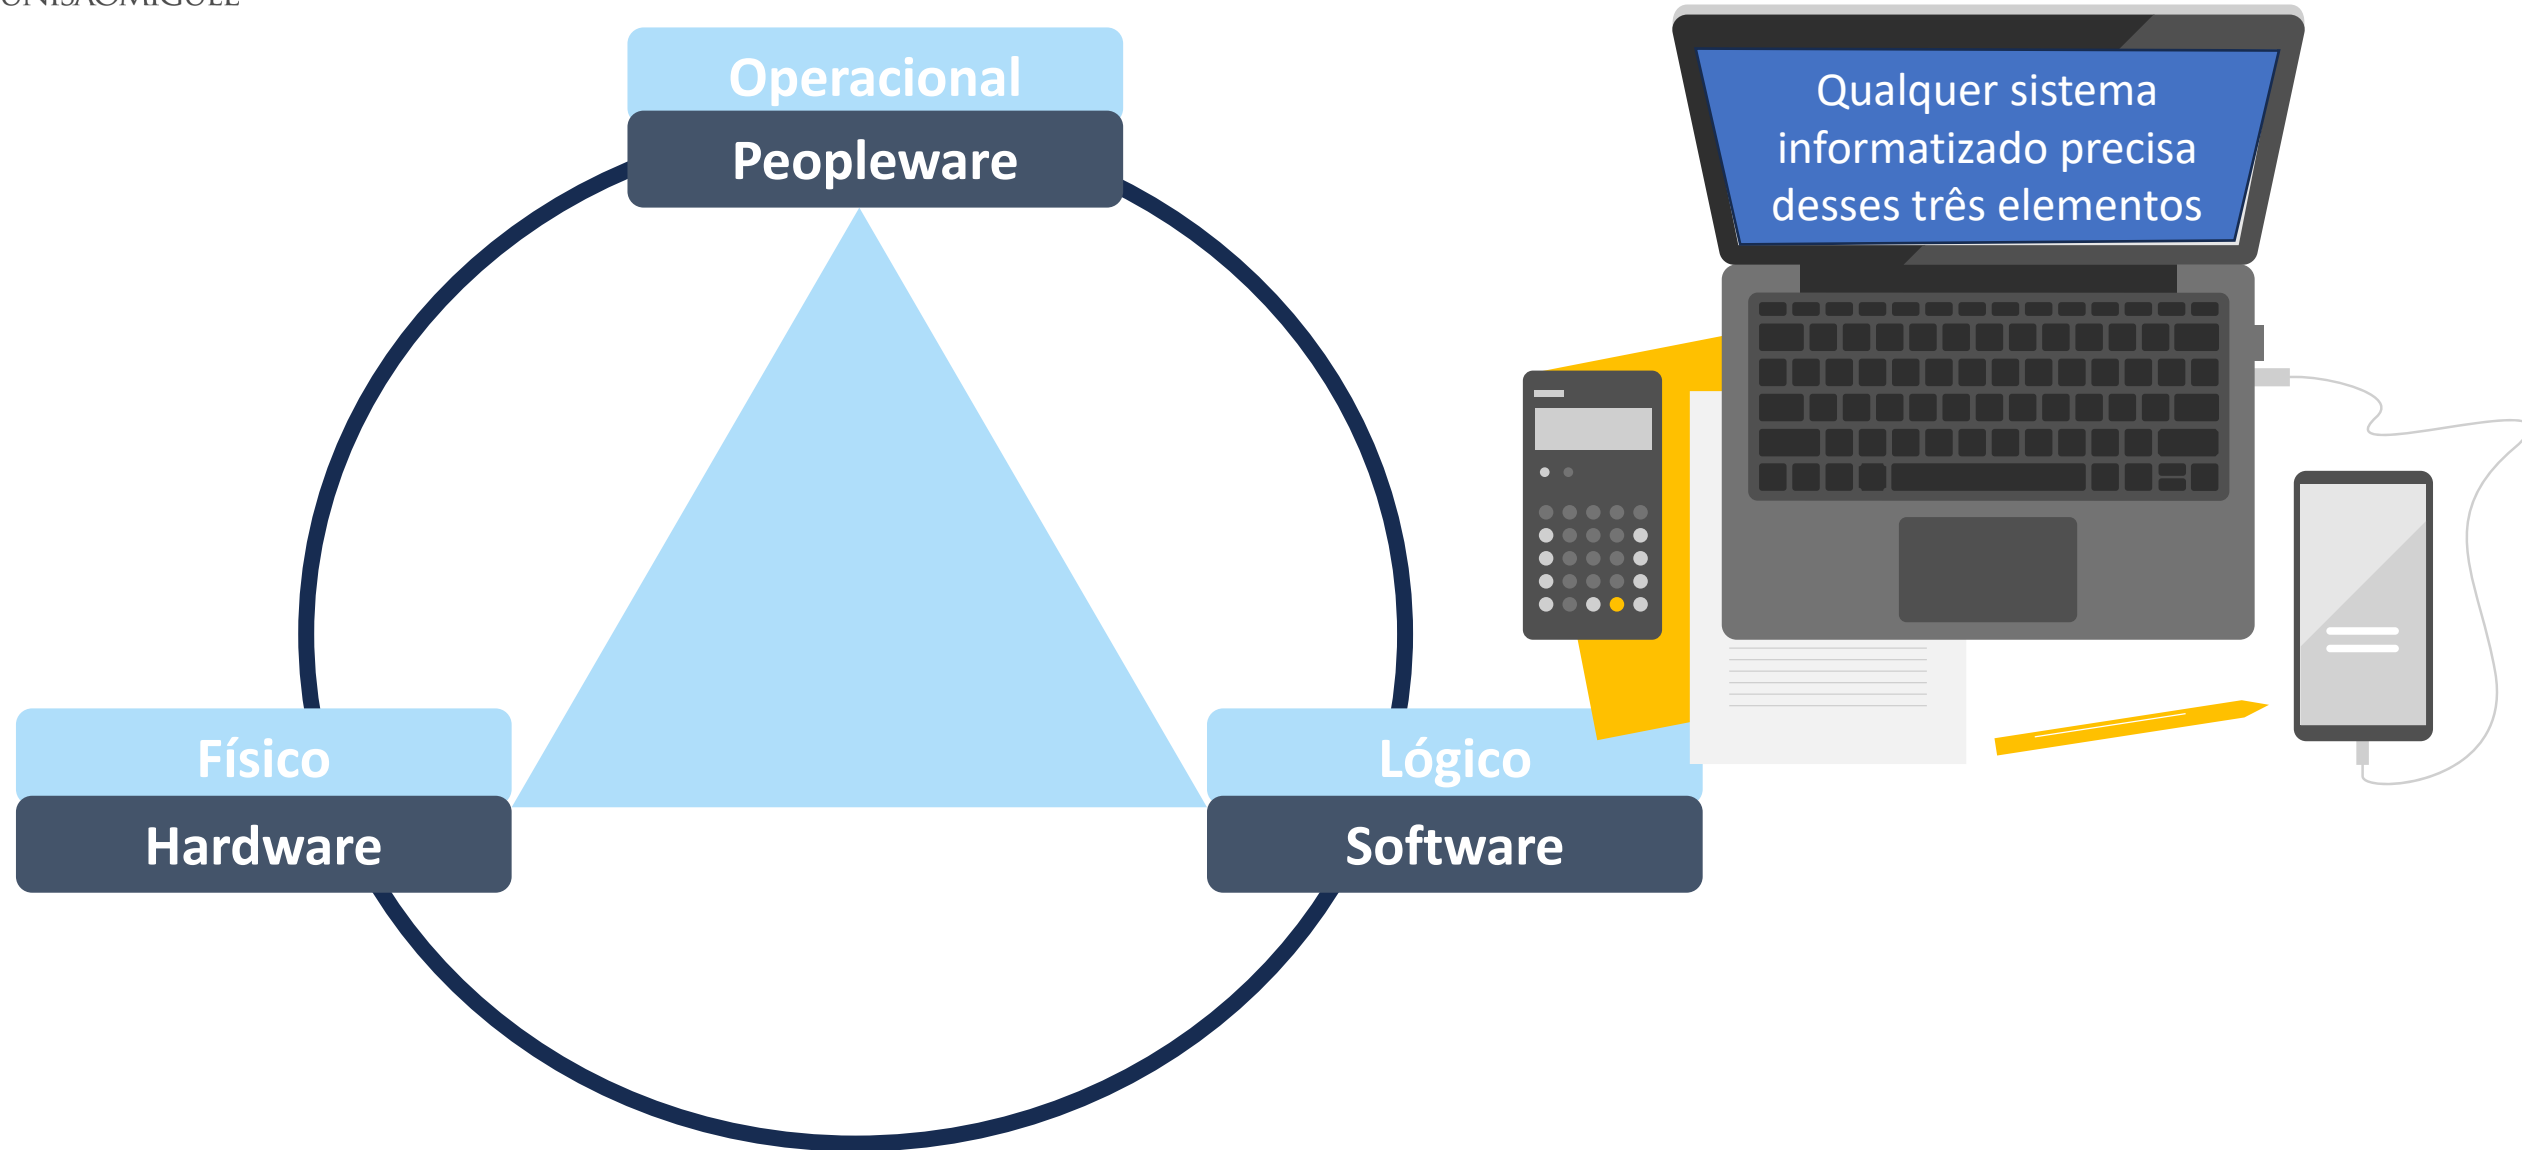 Operacional
Peopleware
Qualquer sistema
informatizado precisa
desses três elementos
Físico
Hardware
Lógico
Software